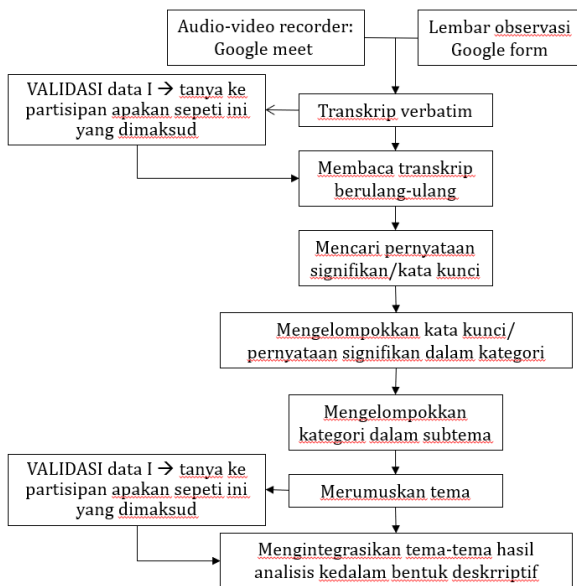 Audio-video recorder:
Google meet
Lembar observasi
Google form
VALIDASI data I → tanya ke
partisipan apakan sepeti ini
yang dimaksud
Transkrip verbatim
Membaca transkrip
berulang-ulang
Mencari pernyataan
signifikan/kata kunci
Mengelompokkan kata kunci/
pernyataan signifikan dalam kategori
Mengelompokkan
kategori dalam subtema
VALIDASI data I → tanya ke
partisipan apakan sepeti ini
yang dimaksud
Merumuskan tema
Mengintegrasikan tema-tema hasil
analisis kedalam bentuk deskrriptif